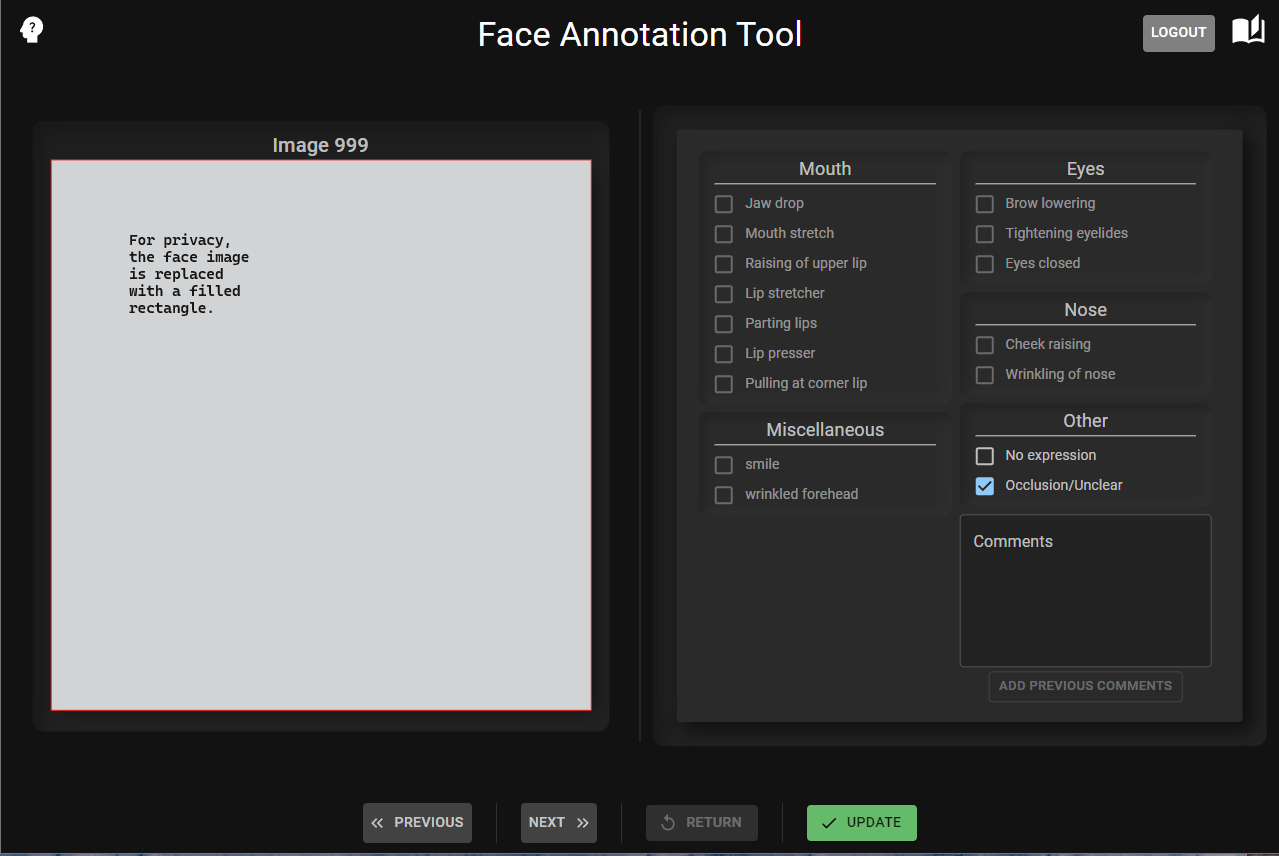 ?
Face Annotation Tool
LOGOUT
Image 999
For privacy,
the face image
is replaced
with a filled
rectangle.
Mouth
Jaw drop
Mouth stretch
Raising of upper lip
Lip stretcher
Parting lips
Lip presser
Pulling at corner lip
Miscellaneous
smile
wrinkled forehead
Eyes
Brow lowering
Tightening eyelides
Eyes closed
Nose
Cheek raising
Wrinkling of nose
Other
No expression
Occlusion/Unclear
Comments
ADD PREVIOUS COMMENTS
PREVIOUS
NEXT
RETURN
UPDATE